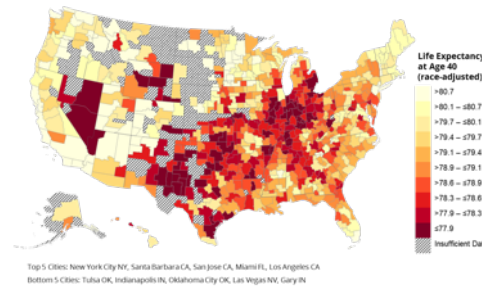 Life Expectancy
at Age 40
(race-adjusted)
>80.7
>80.1 – ≤80.7
>79.7 – ≤80.1
>79.4 – ≤79.7
>79.1 – ≤79.4
>78.9 – ≤79.1
>78.6 – ≤78.9
>78.3 – ≤78.6
>77.9 – ≤78.3
≤77.9
Insufficient Da
Top 5 Cities: New York City NY, Santa Barbara CA, San Jose CA, Miami FL, Los Angeles CA
Bottom 5 Cities: Tulsa OK, Indianapolis IN, Oklahoma City OK, Las Vegas NV, Gary IN